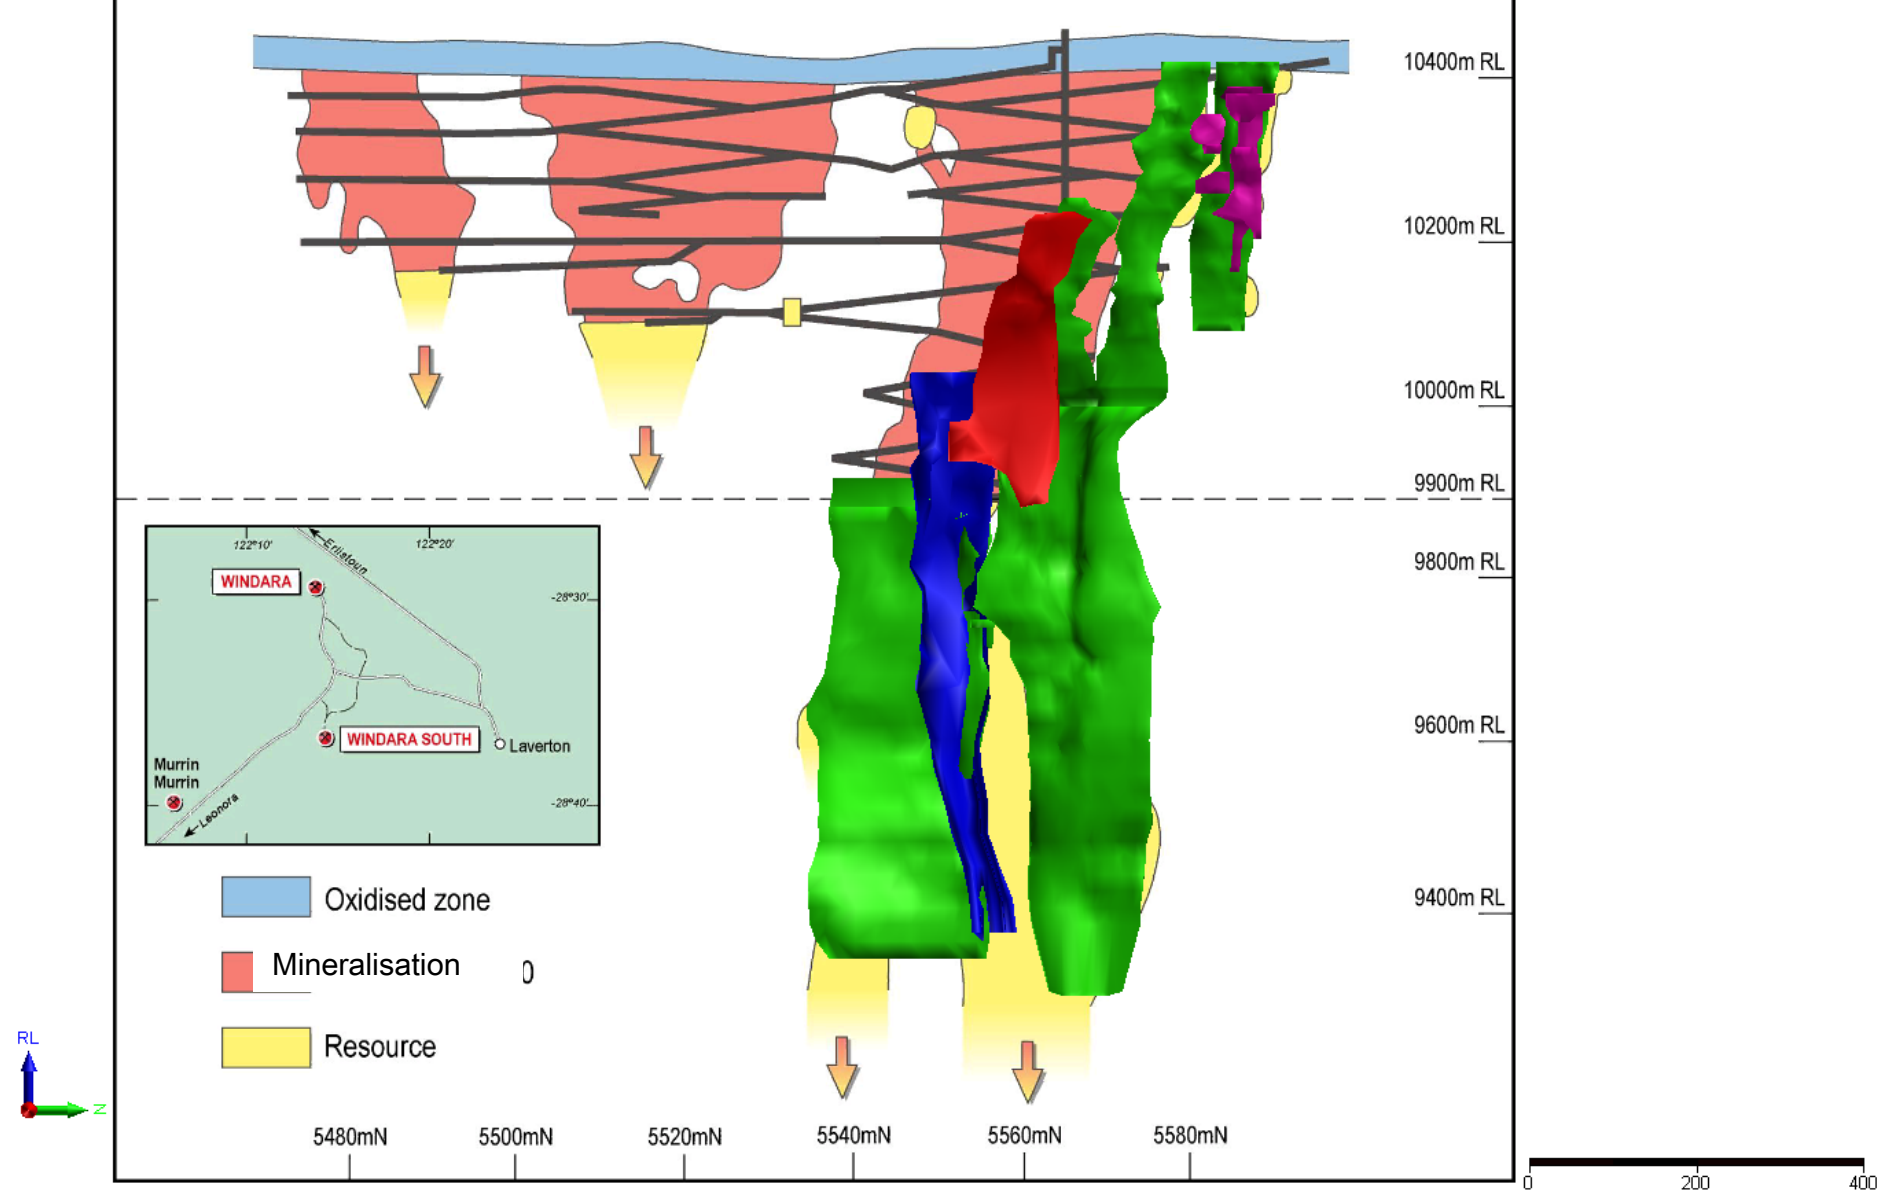 10400m RL
10200m RL
10000m RL
9900m RL
9800m RL
9600m RL
9400m RL
122°10'
122°20'
Erlistoun
WINDARA
-28°30'
WINDARA SOUTH
Laverton
Murrin
Murrin
Leonora
-28°40'
Oxidised zone
Mineralisation
Resource
RL
N
5480mN
5500mN
5520mN
5540mN
5560mN
5580mN
0
200
400